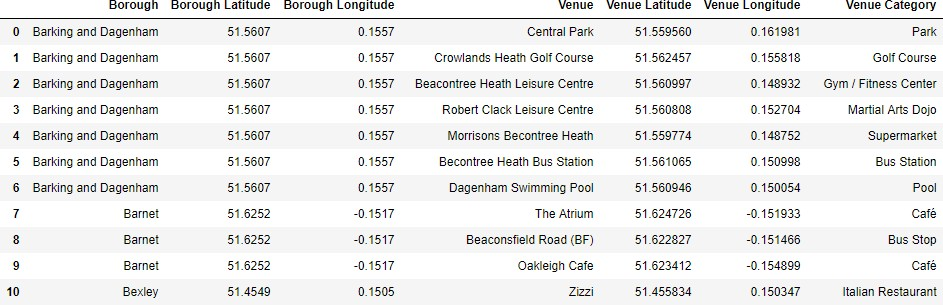 Borough Borough Latitude Borough Longitude Venue Venue Latitude Venue Longitude Venue Category
0 Barking and Dagenham 51.5607 0.1557 Central Park 51.559560 0.161981 Park
1 Barking and Dagenham 51.5607 0.1557 Crowlands Heath Golf Course 51.562457 0.155818 Golf Course
2 Barking and Dagenham 51.5607 0.1557 Beacontree Heath Leisure Centre 51.560997 0.148932 Gym / Fitness Center
3 Barking and Dagenham 51.5607 0.1557 Robert Clack Leisure Centre 51.560808 0.152704 Martial Arts Dojo
4 Barking and Dagenham 51.5607 0.1557 Morrisons Becontree Heath 51.559774 0.148752 Supermarket
5 Barking and Dagenham 51.5607 0.1557 Becontree Heath Bus Station 51.561065 0.150998 Bus Station
6 Barking and Dagenham 51.5607 0.1557 Dagenham Swimming Pool 51.560946 0.150054 Pool
7 Barnet 51.6252 -0.1517 The Atrium 51.624726 -0.151933 Café
8 Barnet 51.6252 -0.1517 Beaconsfield Road (BF) 51.622827 -0.151466 Bus Stop
9 Barnet 51.6252 -0.1517 Oakleigh Cafe 51.623412 -0.154899 Café
10 Bexley 51.4549 0.1505 Zizzi 51.455834 0.150347 Italian Restaurant